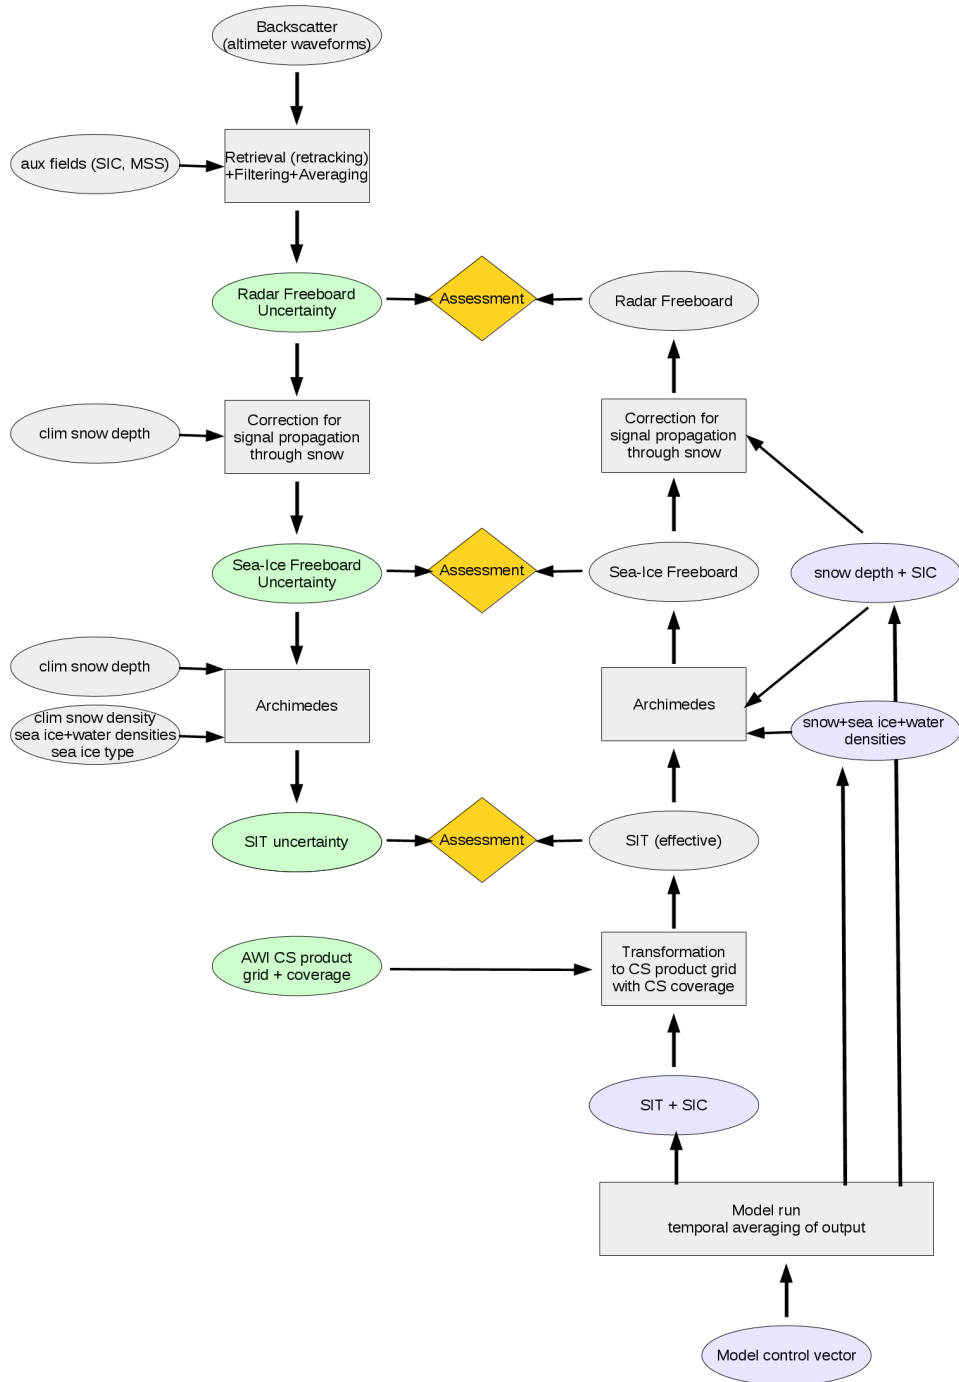 Backscatter
(altimeter waveforms)
aux fields (SIC, MSS)
Retrieval (retracking)
+Filtering+Averaging
Radar Freeboard
Uncertainty
Assessment
Radar Freeboard
clim snow depth
Correction for
signal propagation
through snow
Correction for
signal propagation
through snow
Sea-Ice Freeboard
Uncertainty
Assessment
Sea-Ice Freeboard
snow depth + SIC
clim snow depth
clim snow density
sea ice+water densities
sea ice type
Archimedes
Archimedes
snow+sea ice+water
densities
SIT uncertainty
Assessment
SIT (effective)
AWI CS product
grid + coverage
Transformation
to CS product grid
with CS coverage
SIT + SIC
Model run
temporal averaging of output
Model control vector